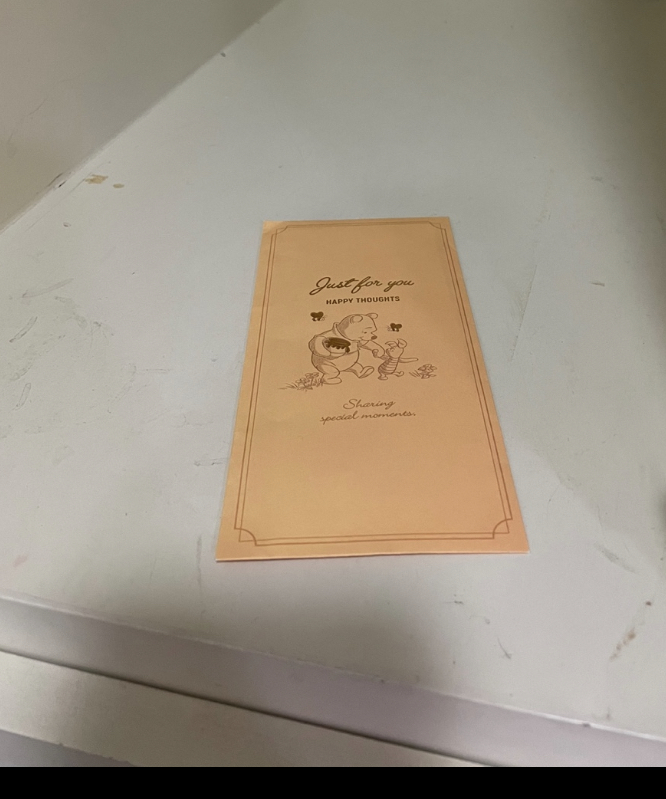 Just for you
HAPPY THOUGHTS
Sharing
special moments.